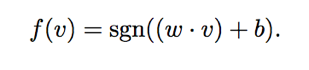 f(v) = sgn((w · v) + b).